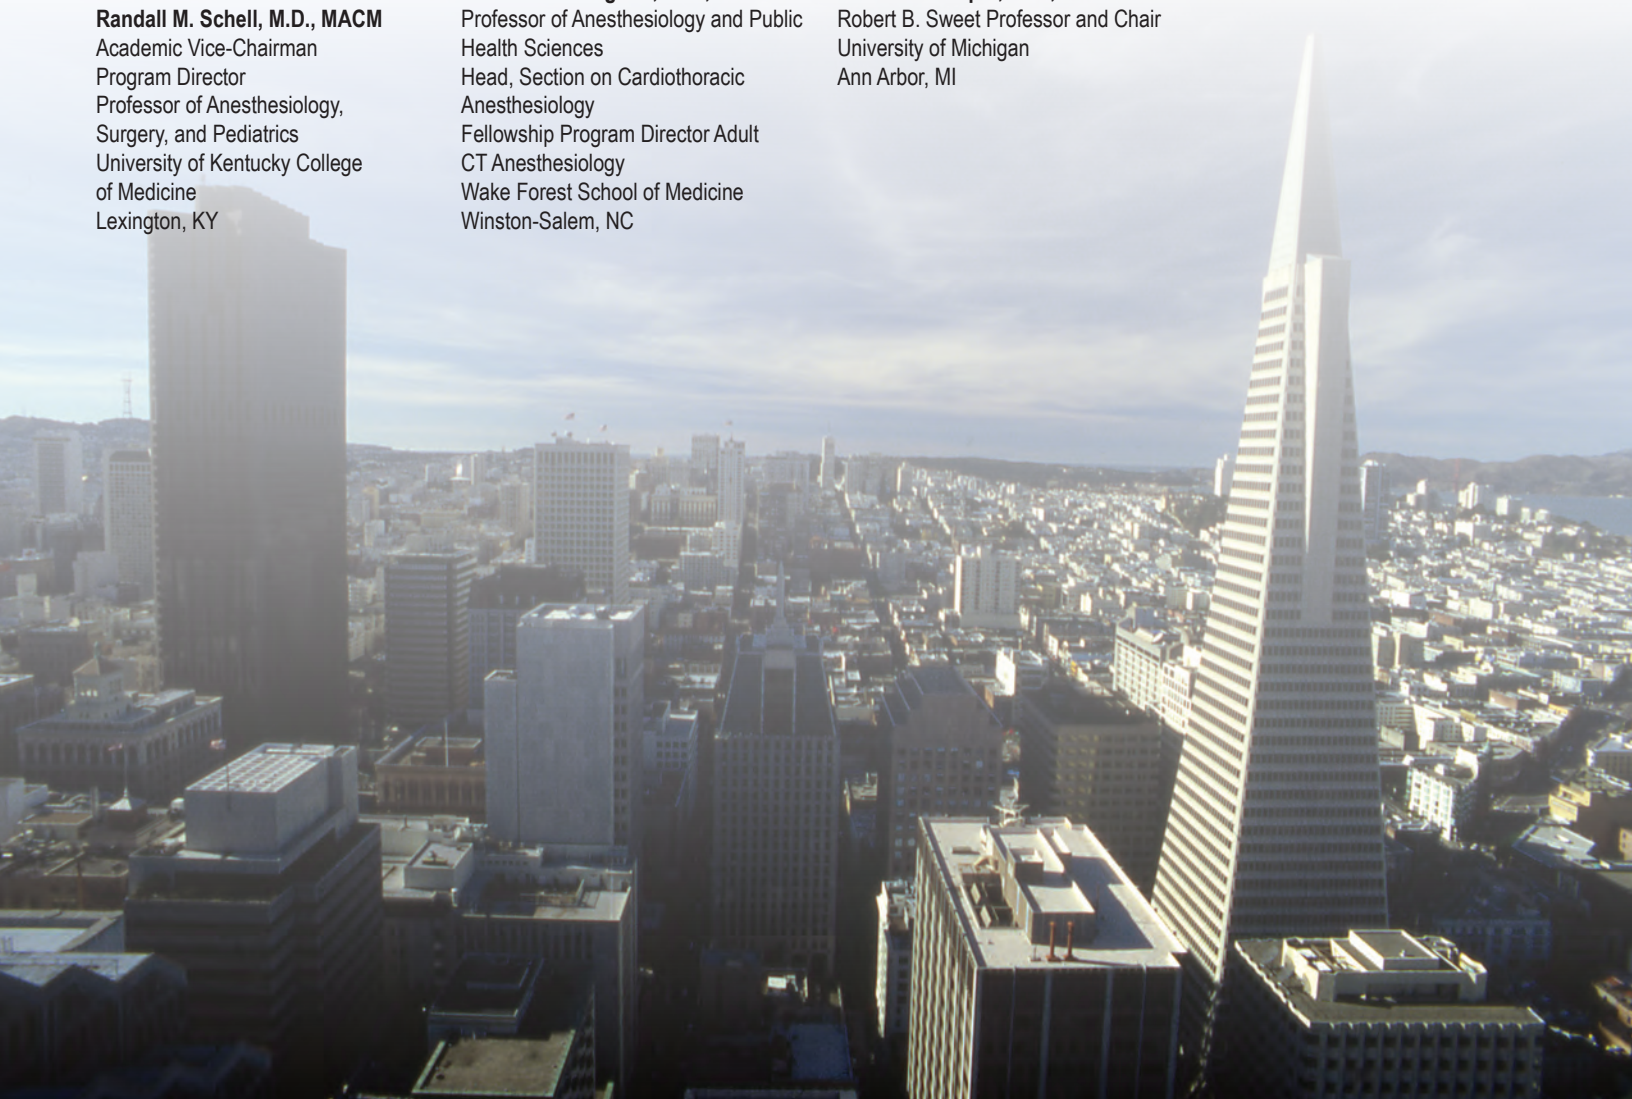 Randall M. Schell, M.D., MACM
Academic Vice-Chairman
Program Director
Professor of Anesthesiology,
Surgery, and Pediatrics
University of Kentucky College
of Medicine
Lexington, KY
Professor of Anesthesiology and Public
Health Sciences
Head, Section on Cardiothoracic
Anesthesiology
Fellowship Program Director Adult
CT Anesthesiology
Wake Forest School of Medicine
Winston-Salem, NC
Robert B. Sweet Professor and Chair
University of Michigan
Ann Arbor, MI